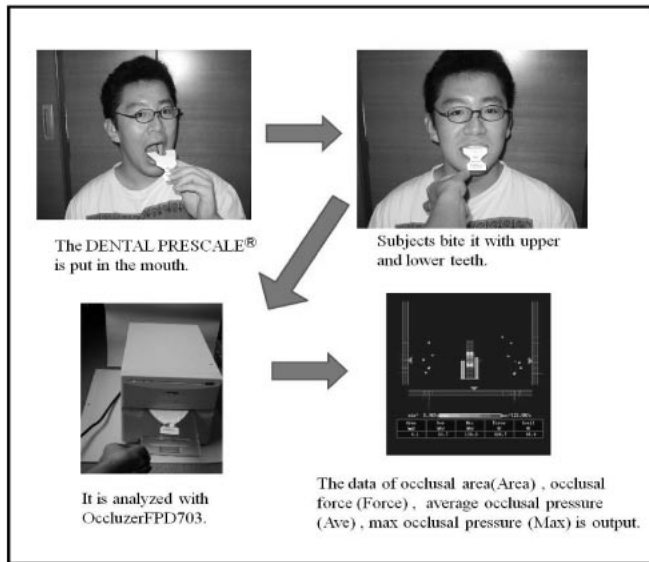 The DENTAL PRESCALE®
is put in the mouth.
Subjects bite it with upper
and lower teeth.
It is analyzed with
OccluzerFPD703.
The data of occlusal area(Area) , occlusal
force (Force) , average occlusal pressure
(Ave) , max occlusal pressure (Max) is output.